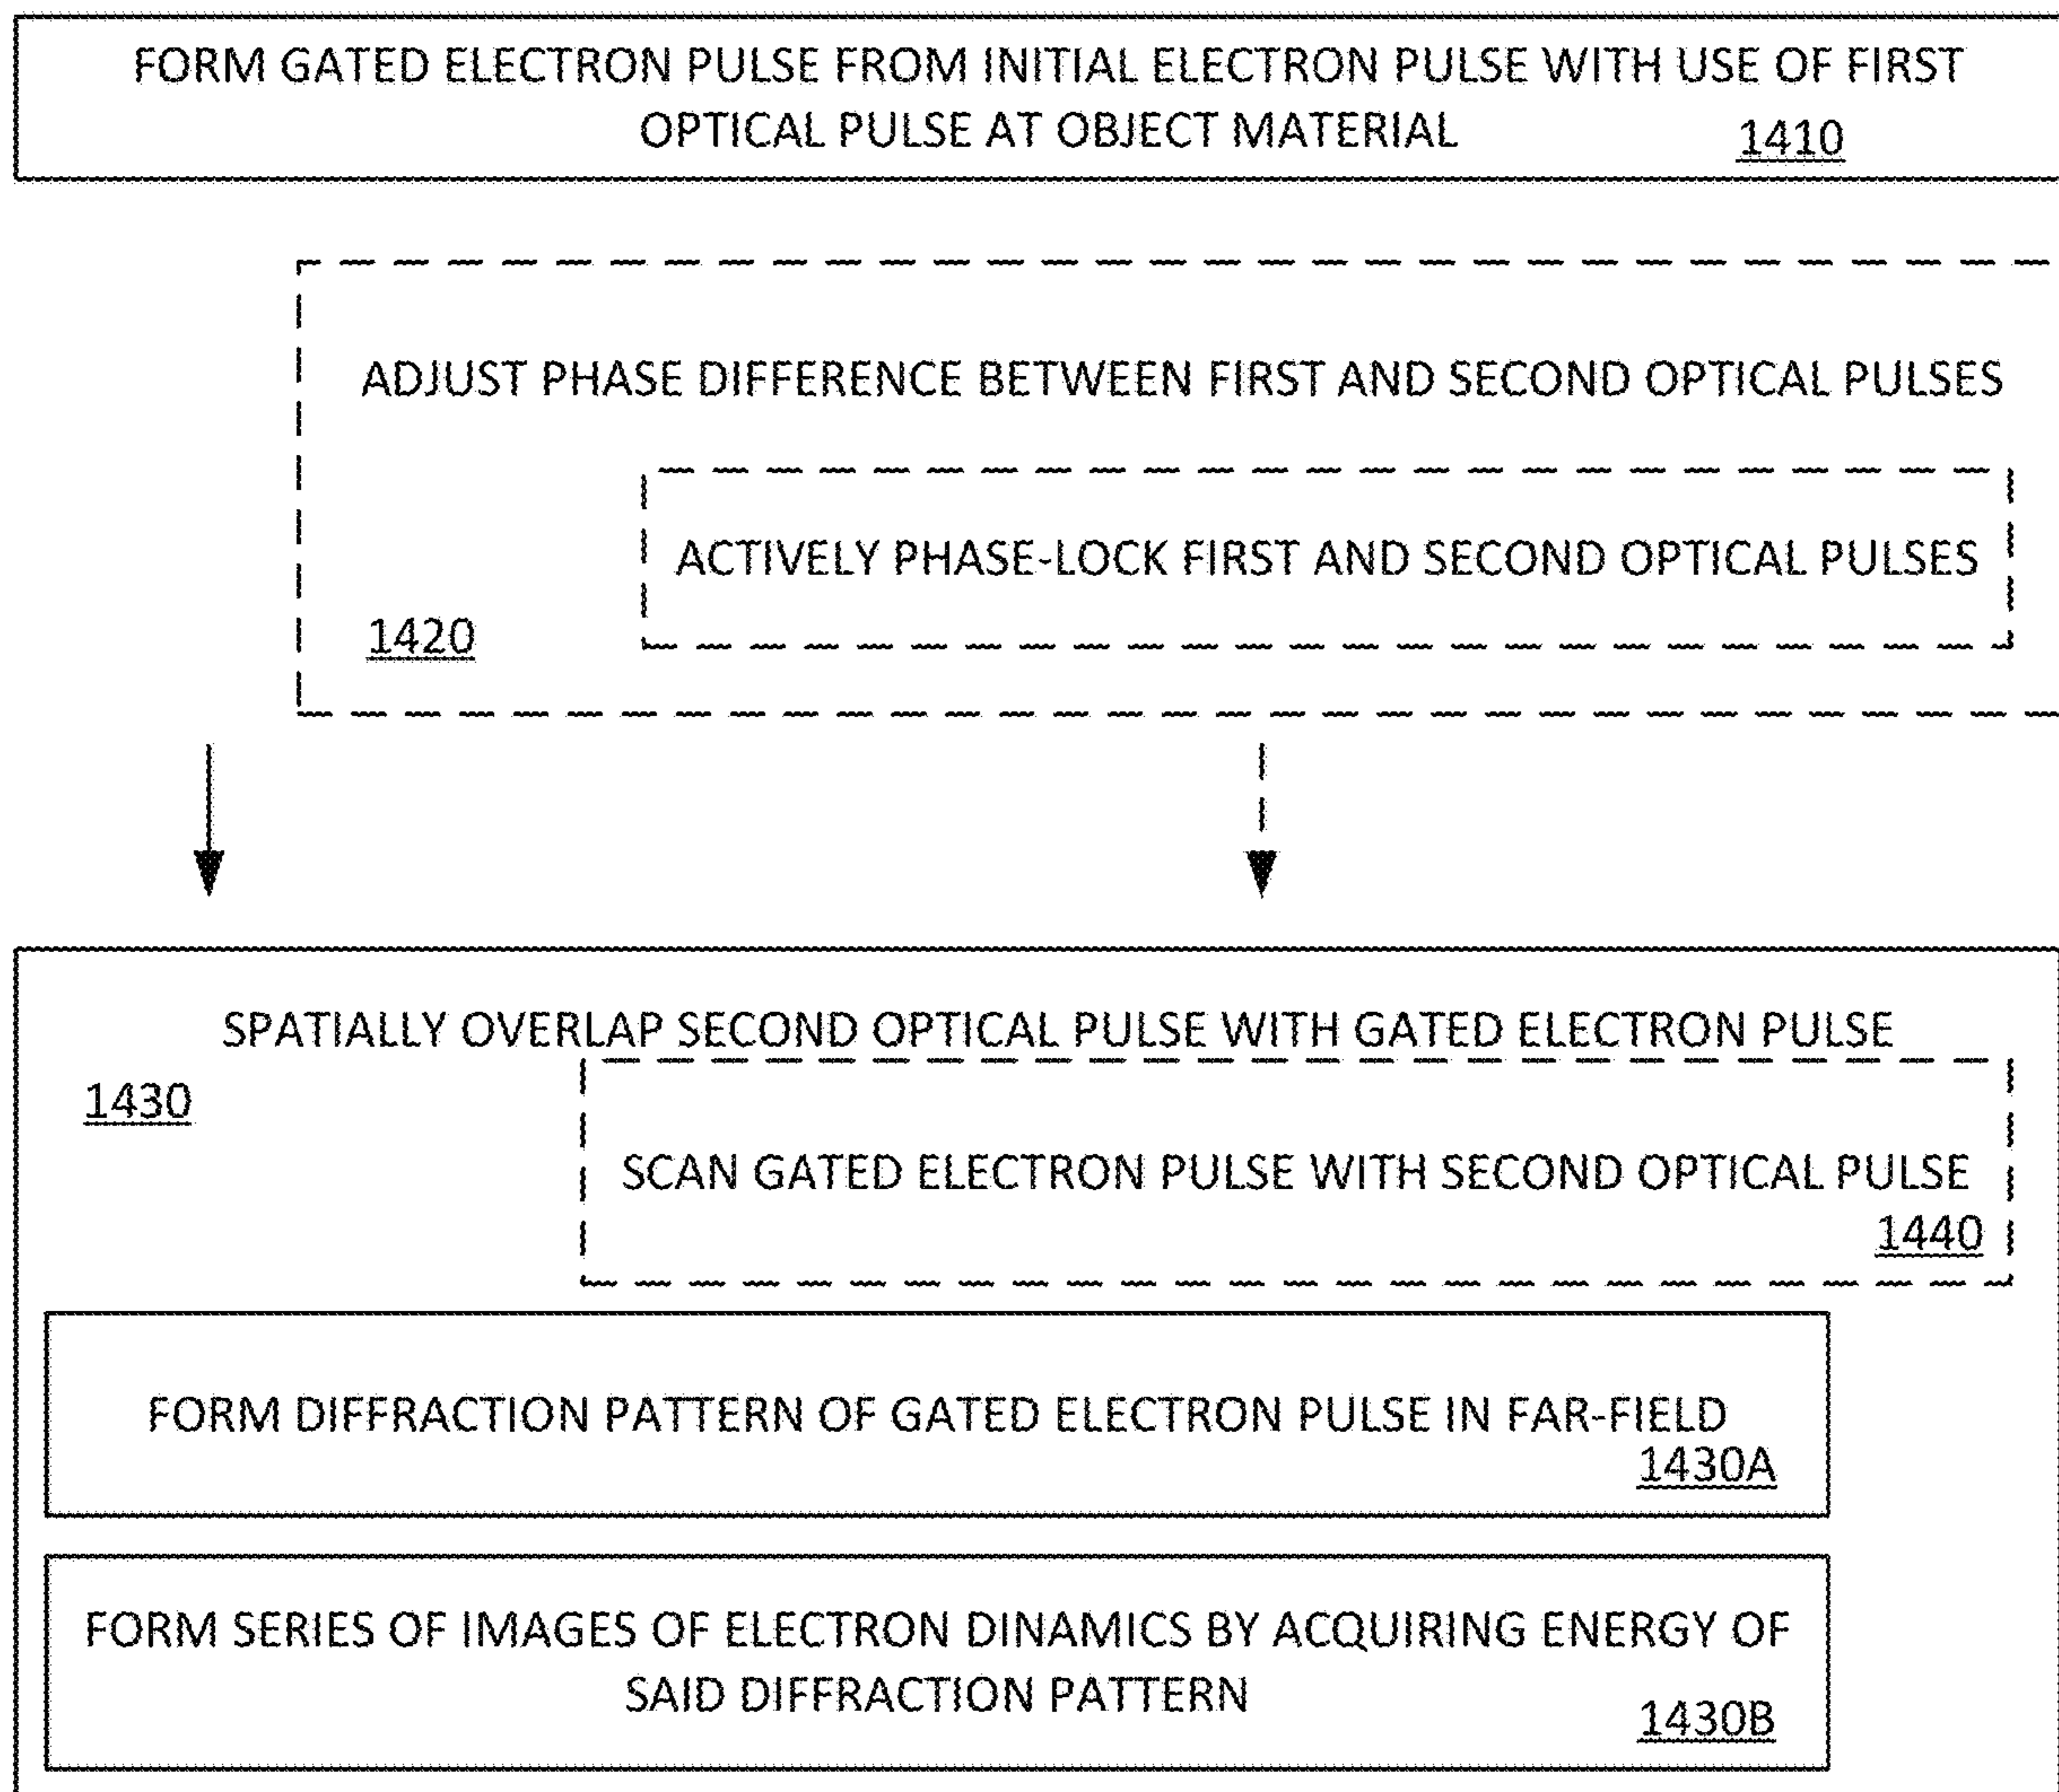 FORM GATED ELECTRON PULSE FROM INITIAL ELECTRON PULSE WITH USE OF FIRST
OPTICAL PULSE AT OBJECT MATERIAL
1410
ADJUST PHASE DIFFERENCE BETWEEN FIRST AND SECOND OPTICAL PULSES
ACTIVELY PHASE-LOCK FIRST AND SECOND OPTICAL PULSES
1420
SPATIALLY OVERLAP SECOND OPTICAL PULSE WITH GATED ELECTRON PULSE
1430
SCAN GATED ELECTRON PULSE WITH SECOND OPTICAL PULSE
1440
FORM DIFFRACTION PATTERN OF GATED ELECTRON PULSE IN FAR-FIELD
1430A
FORM SERIES OF IMAGES OF ELECTRON DINAMICS BY ACQUIRING ENERGY OF
SAID DIFFRACTION PATTERN
1430B